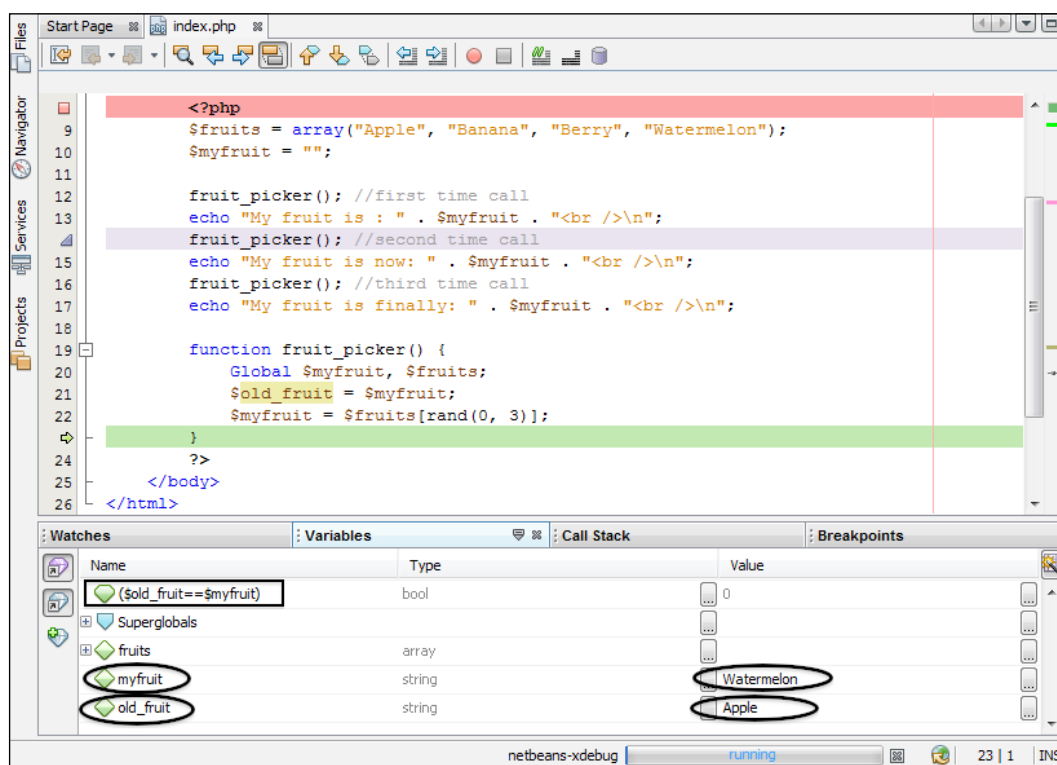 Start Page index.php
Files
Navigator
Services
Projects
<?php
9 $fruits = array("Apple", "Banana", "Berry", "Watermelon");
10 $myfruit = "";
11
12 fruit_picker(); //first time call
13 echo "My fruit is : " . $myfruit . "<br />\n";
fruit_picker(); //second time call
15 echo "My fruit is now: " . $myfruit . "<br />\n";
16 fruit_picker(); //third time call
17 echo "My fruit is finally: " . $myfruit . "<br />\n";
18
19 function fruit_picker() {
20 Global $myfruit, $fruits;
21 $old_fruit = $myfruit;
22 $myfruit = $fruits[rand(0, 3)];
}
24 ?>
25 </body>
26 </html>
Watches Variables Call Stack Breakpoints
Name Type Value
($old_fruit==$myfruit) bool ... 0 ...
Superglobals ... ...
fruits array ... ...
myfruit string ... Watermelon ...
old_fruit string ... Apple ...
netbeans-xdebug running 23 | 1 INS